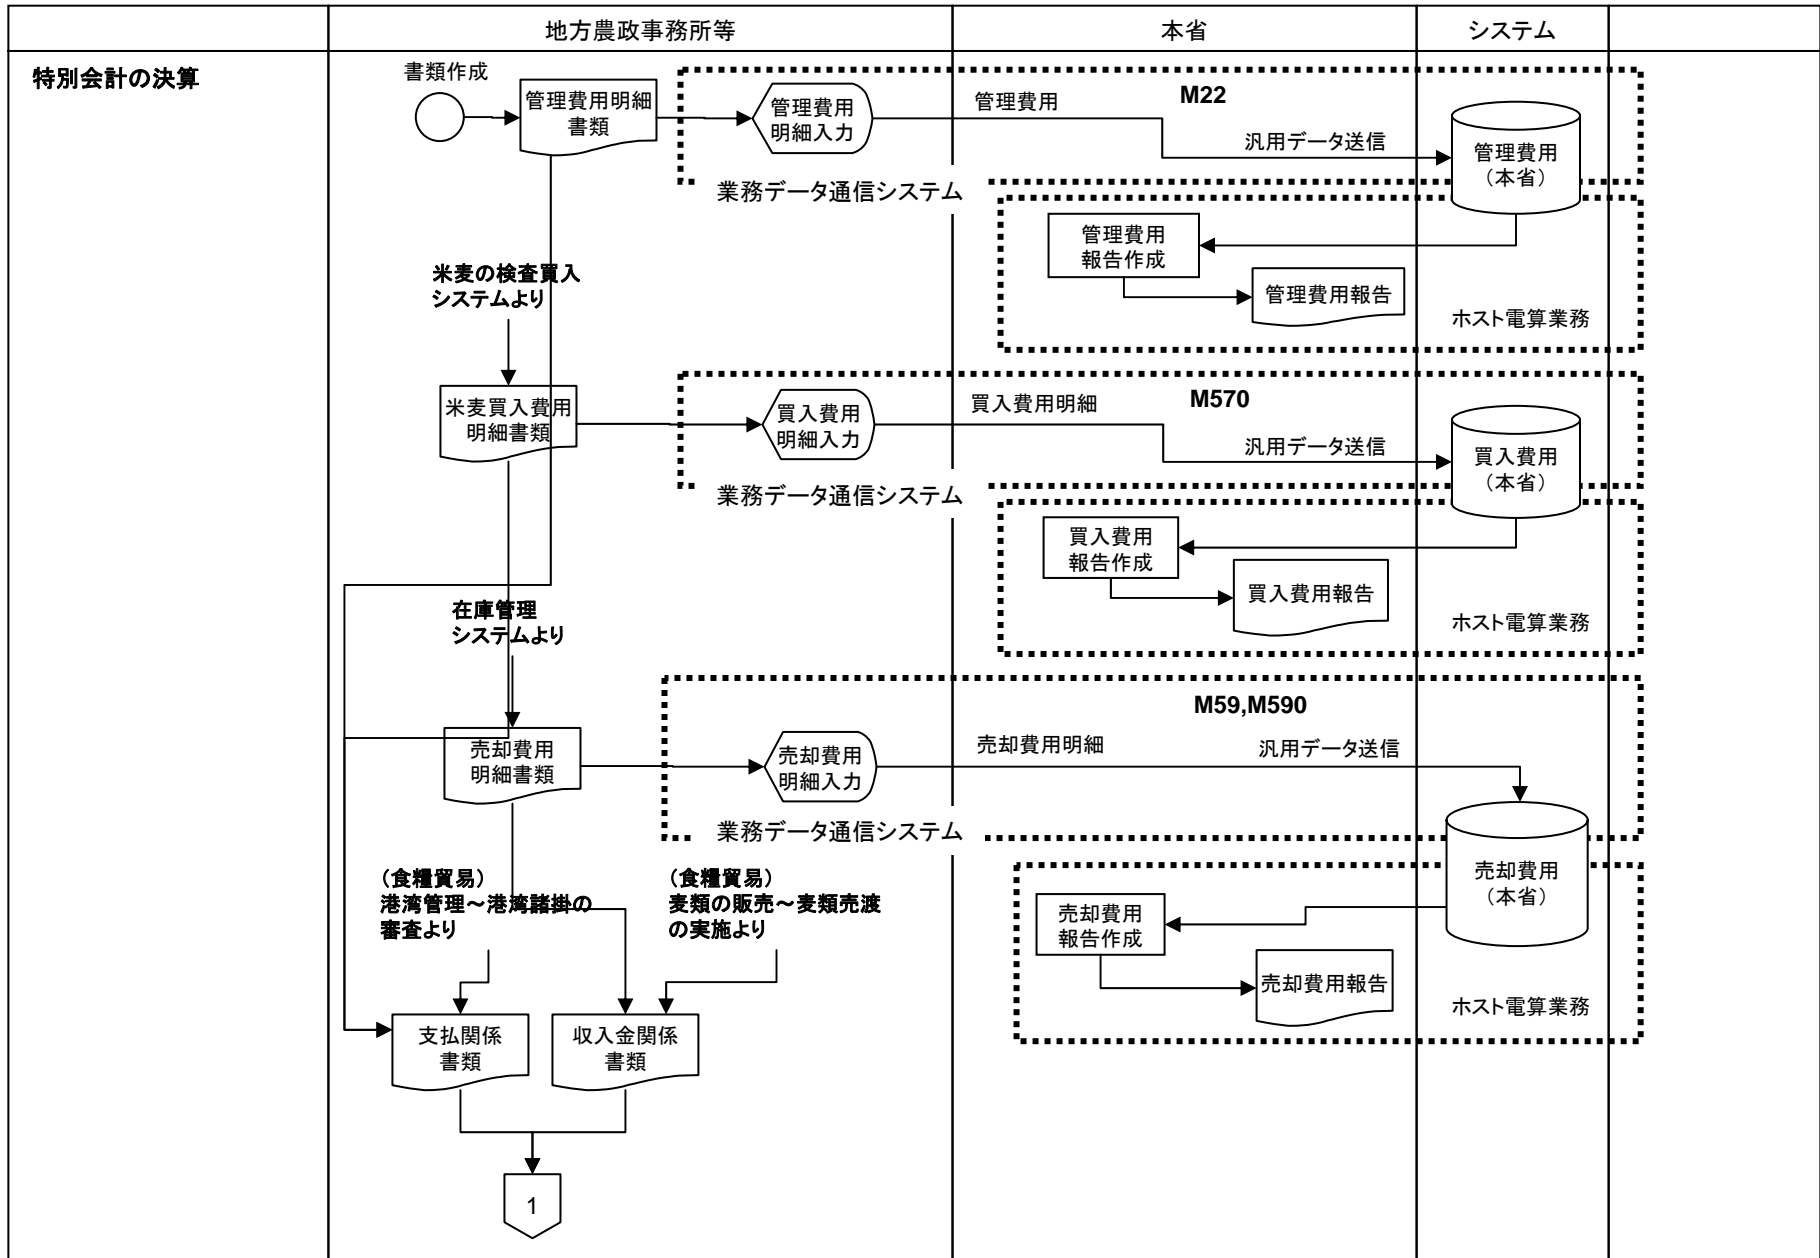 地方農政事務所等
本省
システム
特別会計の決算
書類作成
管理費用明細
書類
管理費用
明細入力
管理費用
M22
汎用データ送信
管理費用
（本省）
業務データ通信システム
管理費用
報告作成
管理費用報告
ホスト電算業務
米麦の検査買入
システムより
米麦買入費用
明細書類
買入費用
明細入力
買入費用明細
M570
汎用データ送信
買入費用
（本省）
業務データ通信システム
買入費用
報告作成
買入費用報告
ホスト電算業務
在庫管理
システムより
売却費用
明細書類
売却費用
明細入力
売却費用明細
M59,M590
汎用データ送信
業務データ通信システム
売却費用
（本省）
売却費用
報告作成
売却費用報告
ホスト電算業務
（食糧貿易）
港湾管理～港湾諸掛の
審査より
（食糧貿易）
麦類の販売～麦類売渡
の実施より
支払関係
書類
収入金関係
書類
1